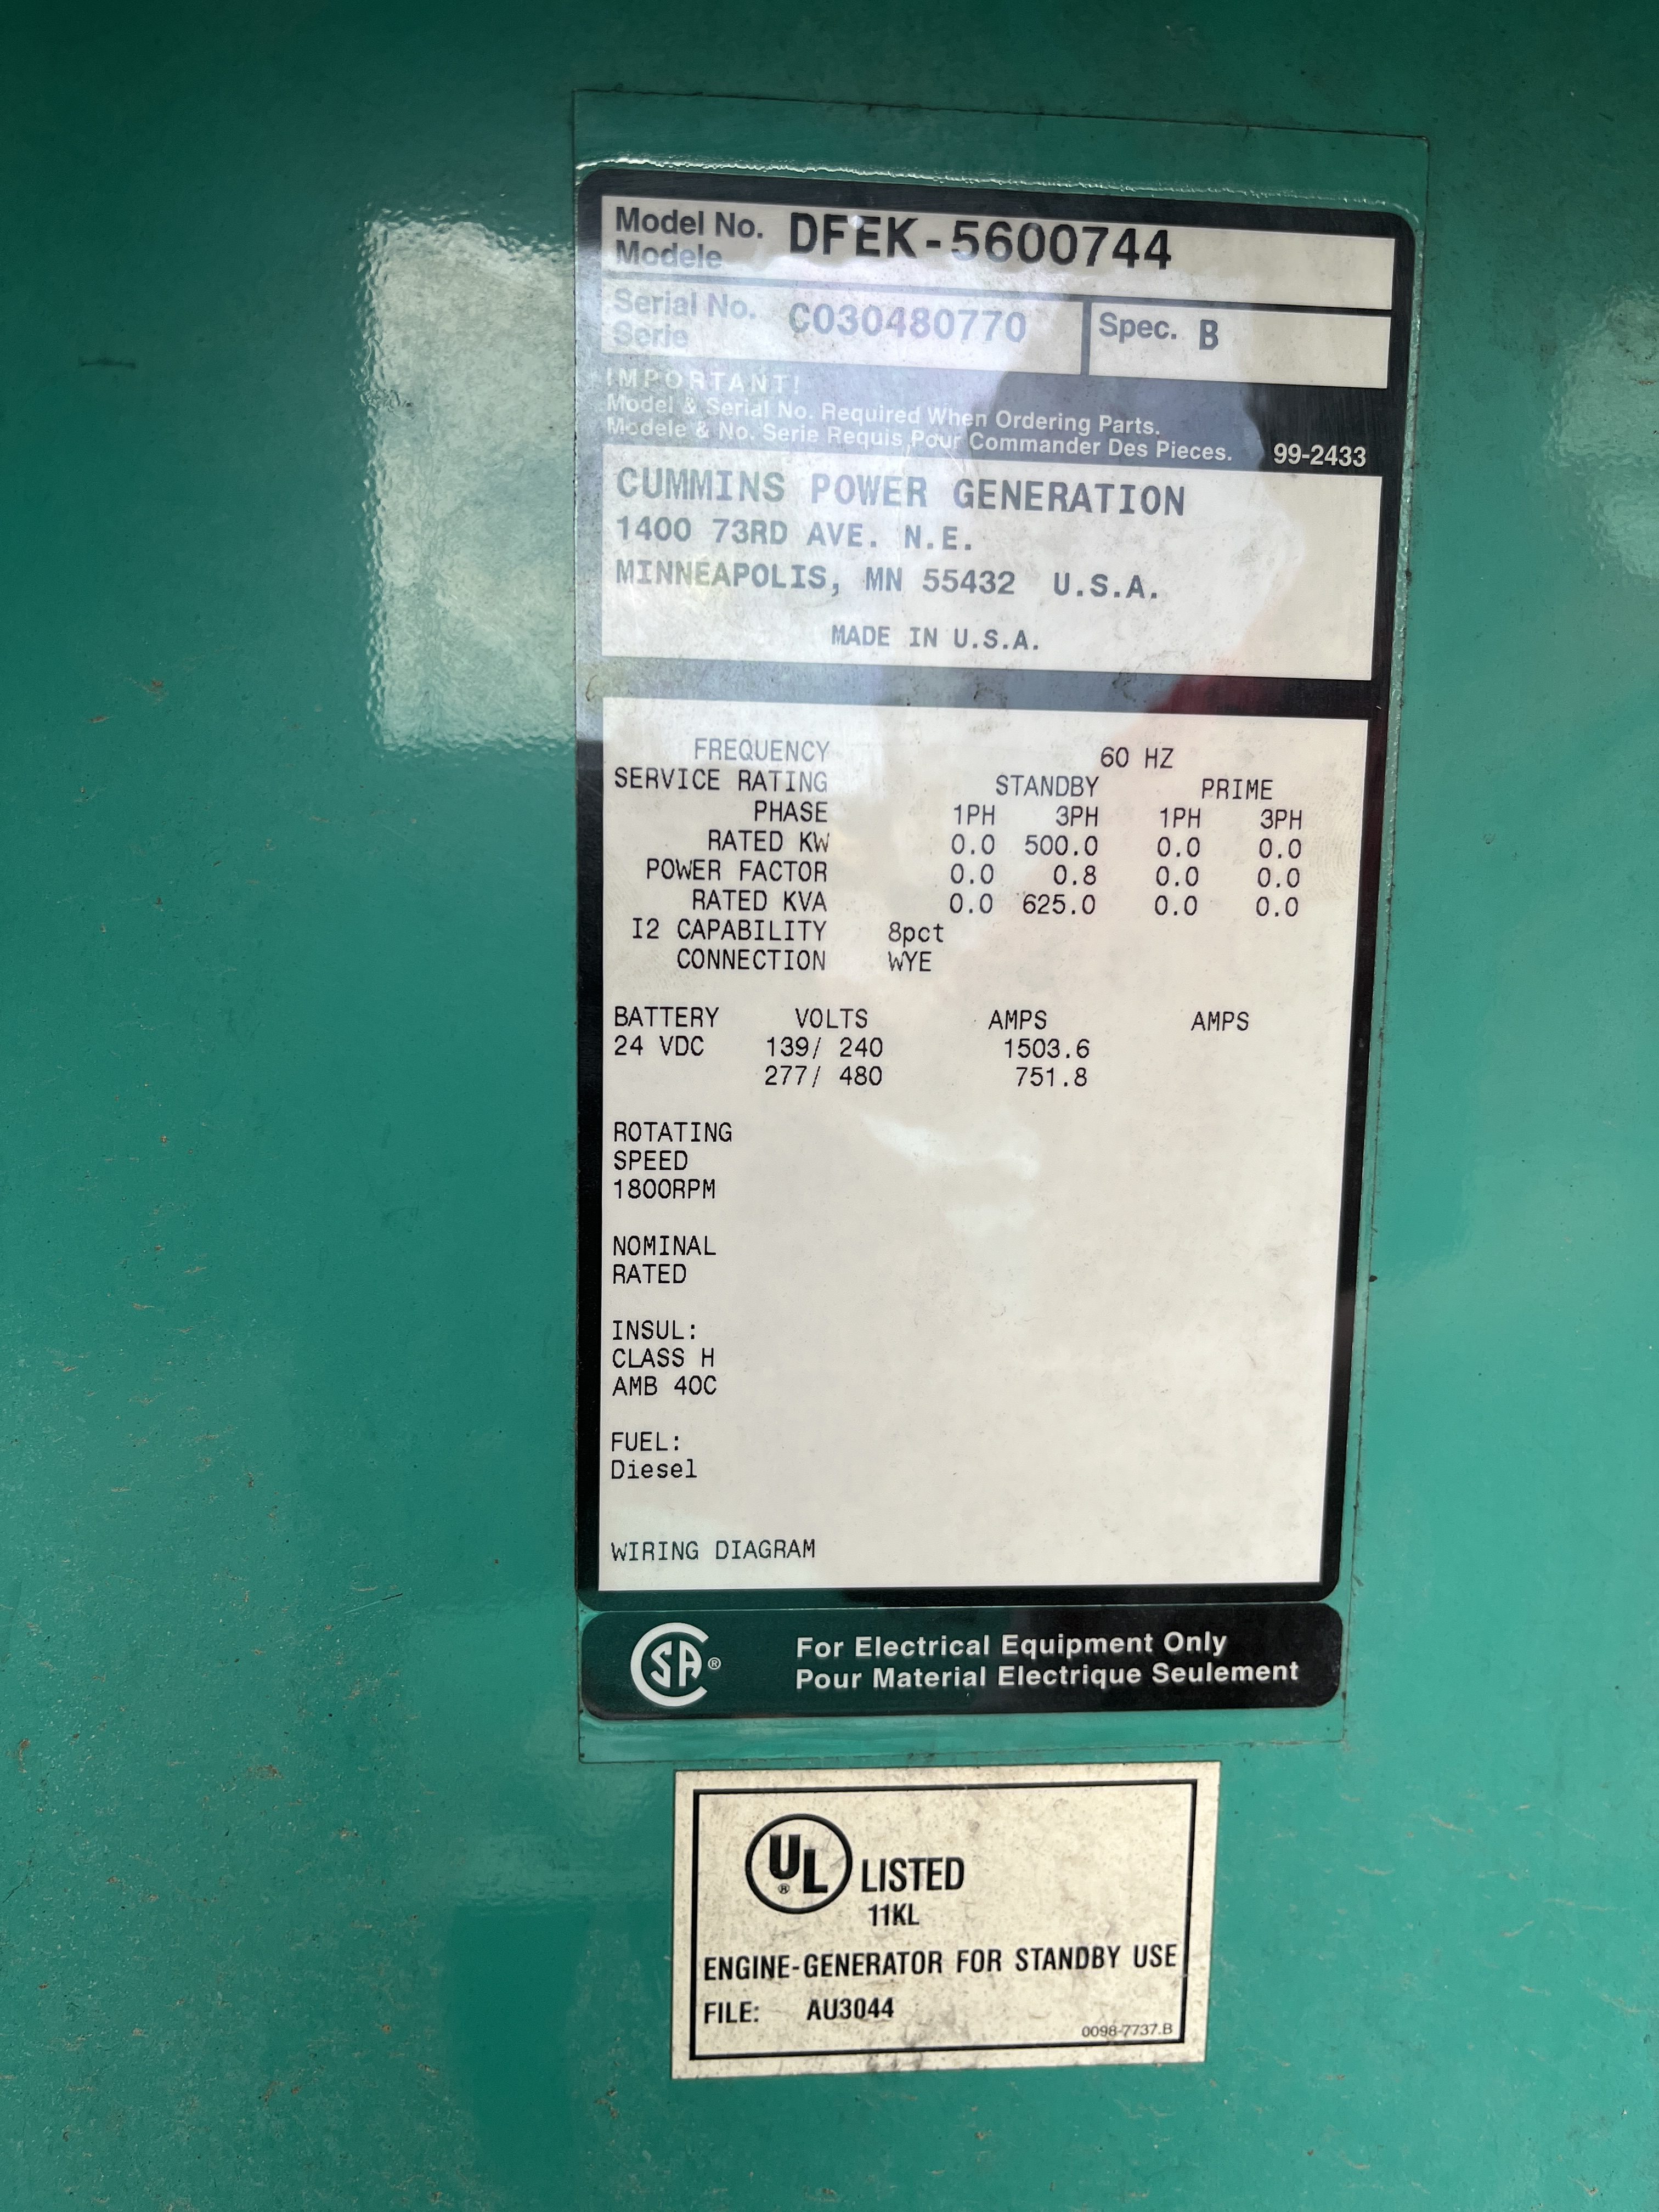 Model No. DFEK-5600744
Modele
Serial No. C030480770 Spec. B
Serie
IMPORTANT!
Model & Serial No. Required When Ordering Parts.
Modele & No. Serie Requis Pour Commander Des Pieces. 99-2433
CUMMINS POWER GENERATION
1400 73RD AVE. N.E.
MINNEAPOLIS, MN 55432 U.S.A.
MADE IN U.S.A.
FREQUENCY 60 HZ
SERVICE RATING STANDBY PRIME
PHASE 1PH 3PH 1PH 3PH
RATED KW 0.0 500.0 0.0 0.0
POWER FACTOR 0.0 0.8 0.0 0.0
RATED KVA 0.0 625.0 0.0 0.0
I2 CAPABILITY 8pct
CONNECTION WYE
BATTERY VOLTS AMPS AMPS
24 VDC 139/ 240 1503.6
277/ 480 751.8
ROTATING
SPEED
1800RPM
NOMINAL
RATED
INSUL:
CLASS H
AMB 40C
FUEL:
Diesel
WIRING DIAGRAM
CSA® For Electrical Equipment Only
Pour Material Electrique Seulement
UL® LISTED
11KL
ENGINE-GENERATOR FOR STANDBY USE
FILE: AU3044
0098-7737.B